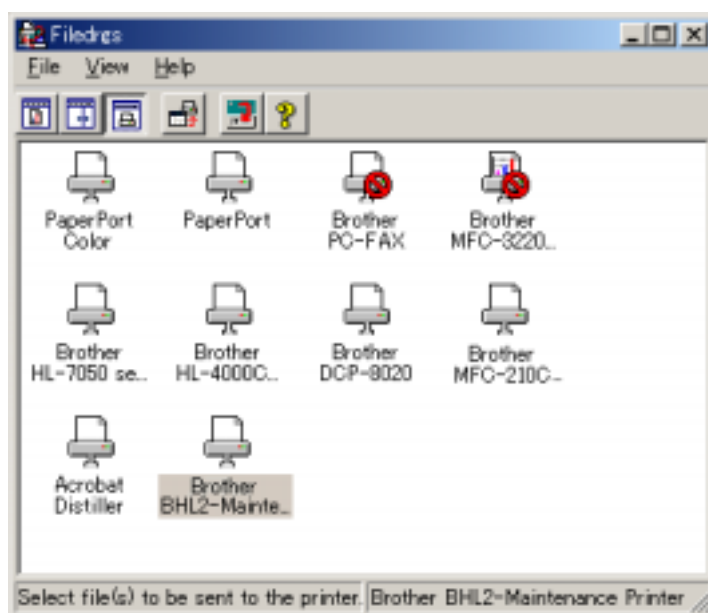 Filedrgs
File View Help
PaperPort
Color
PaperPort
Brother
PC-FAX
Brother
MFC-3220...
Brother
HL-7050 se...
Brother
HL-4000C...
Brother
DCP-8020
Brother
MFC-210C...
Acrobat
Distiller
Brother
BHL2-Mainte...
Select file(s) to be sent to the printer. Brother BHL2-Maintenance Printer